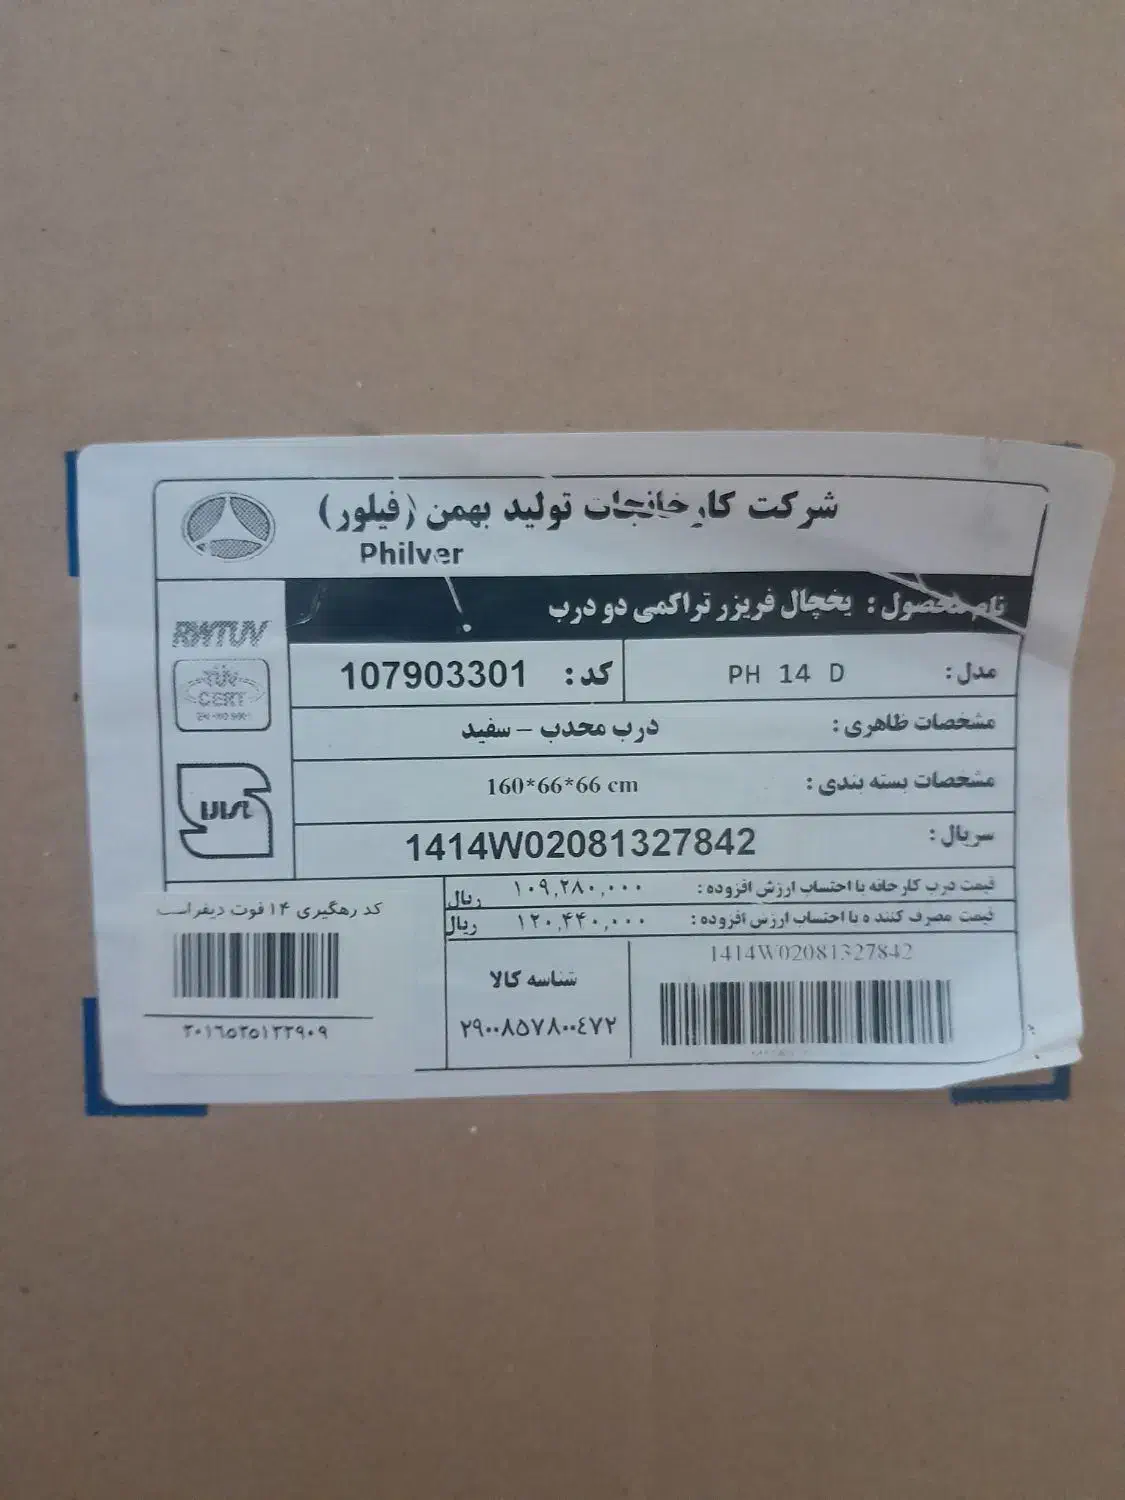 شرکت کارخانجات تولید بهمن (فیلور)
Philver
نام محصول : یخچال فریزر تراکمی دو درب
RWTUV
TÜV
CERT
مدل : PH 14 D
کد : 107903301
مشخصات ظاهری : درب محدب – سفید
مشخصات بسته بندی : 160*66*66 cm
سریال : 1414W02081327842
قیمت درب کارخانه با احتساب ارزش افزوده : ۱۰۹,۲۸۰,۰۰۰ ریال
قیمت مصرف کننده با احتساب ارزش افزوده : ۱۲۰,۴۴۰,۰۰۰ ریال
1414W02081327842
شناسه کالا
۲۹۰۰۸۵۷۸۰۰٤۷۲
کد رهگیری ۱۴ فوت دیفراست